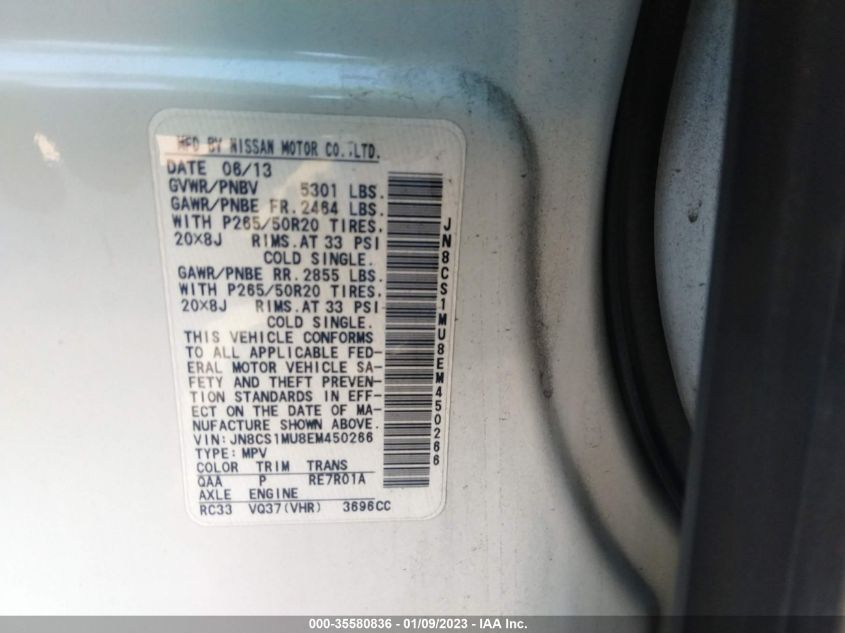 MFD BY NISSAN MOTOR CO.,LTD.
DATE 06/13
GVWR/PNBV 5301 LBS.
GAWR/PNBE FR. 2464 LBS.
WITH P265/50R20 TIRES,
20X8J RIMS.AT 33 PSI
COLD SINGLE.
GAWR/PNBE RR. 2855 LBS.
WITH P265/50R20 TIRES,
20X8J RIMS.AT 33 PSI
COLD SINGLE.
THIS VEHICLE CONFORMS
TO ALL APPLICABLE FED-
ERAL MOTOR VEHICLE SA-
FETY AND THEFT PREVEN-
TION STANDARDS IN EFF-
ECT ON THE DATE OF MA-
NUFACTURE SHOWN ABOVE.
VIN:JN8CS1MU8EM450266
TYPE:MPV
COLOR TRIM TRANS
QAA P RE7R01A
AXLE ENGINE
RC33 VQ37(VHR) 3696CC
JN8CS1MU8EM450266
000-35580836 - 01/09/2023 - IAA Inc.